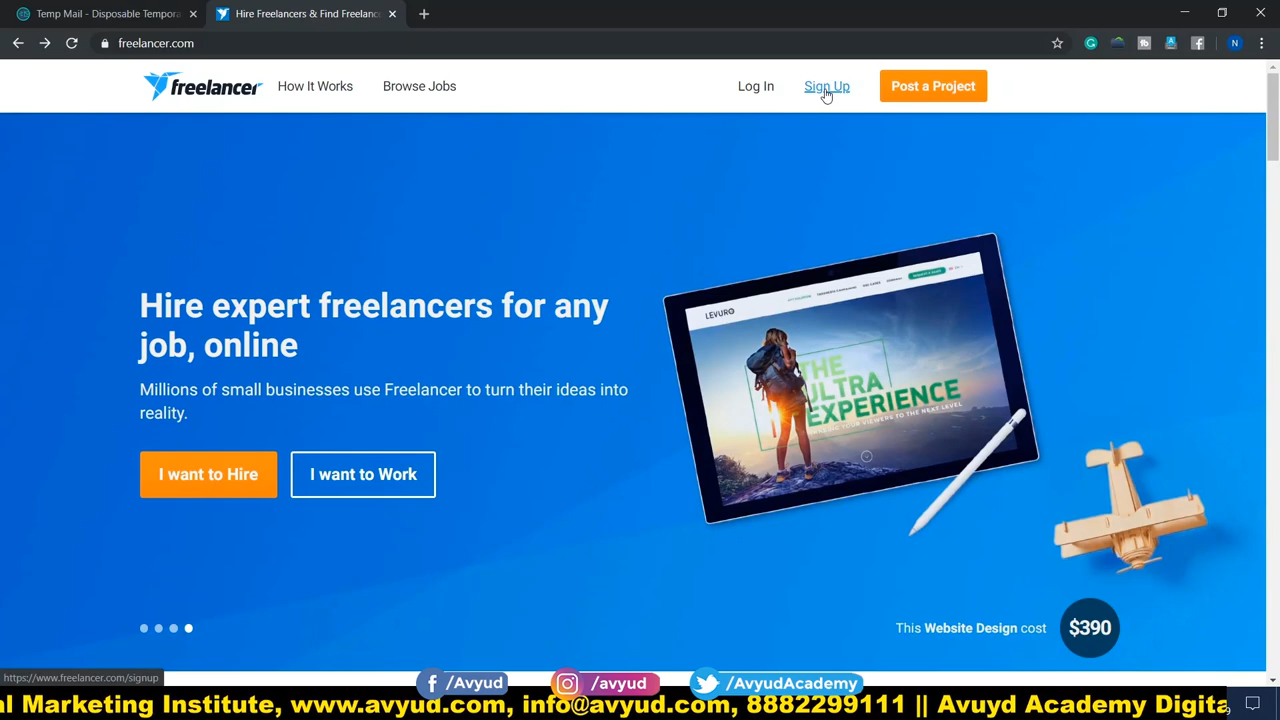 Temp Mail - Disposable Tempora
Hire Freelancers & Find Freelanc
freelancer.com
freelancer
How It Works
Browse Jobs
Log In
Sign Up
Post a Project
Hire expert freelancers for any
job, online
Millions of small businesses use Freelancer to turn their ideas into
reality.
I want to Hire
I want to Work
LEVURO
THE
ULTRA
EXPERIENCE
This Website Design cost
$390
https://www.freelancer.com/signup
/Avyud
/avyud
/AvyudAcademy
al Marketing Institute, www.avyud.com, info@avyud.com, 8882299111 || Avuyd Academy Digita